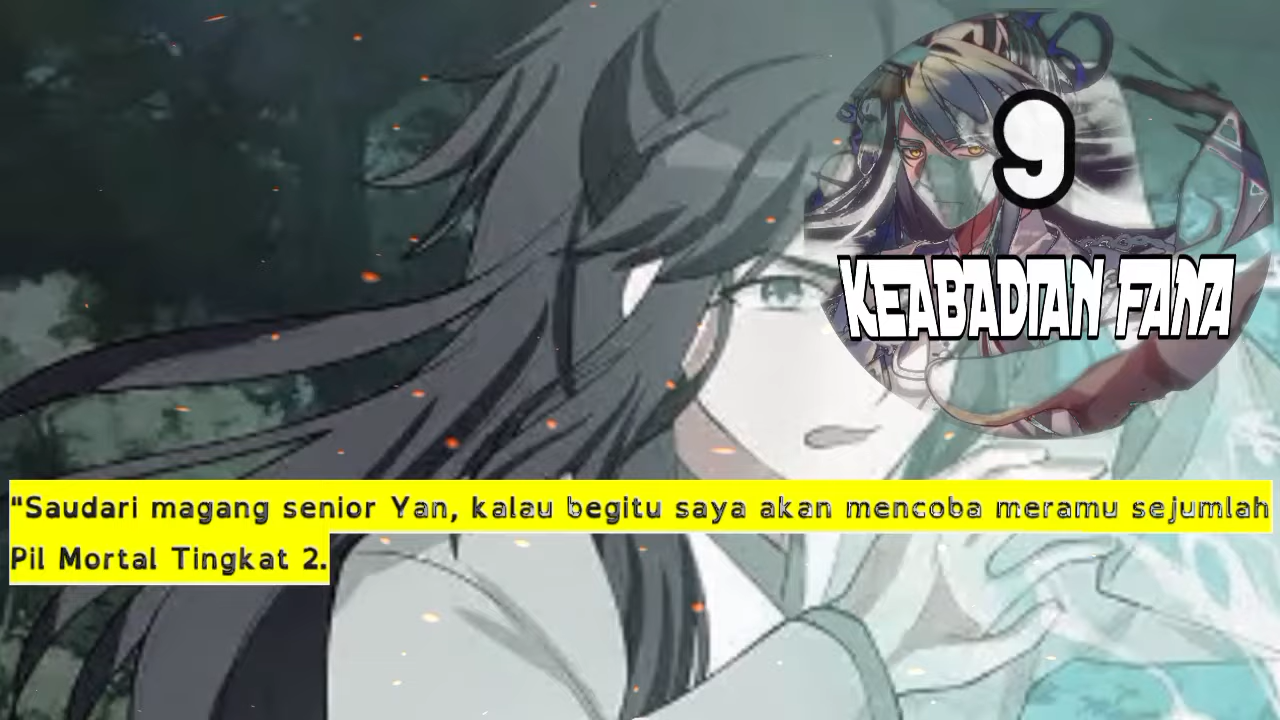 9
KEABADIAN FANA
"Saudari magang senior Yan, kalau begitu saya akan mencoba meramu sejumlah
Pil Mortal Tingkat 2.